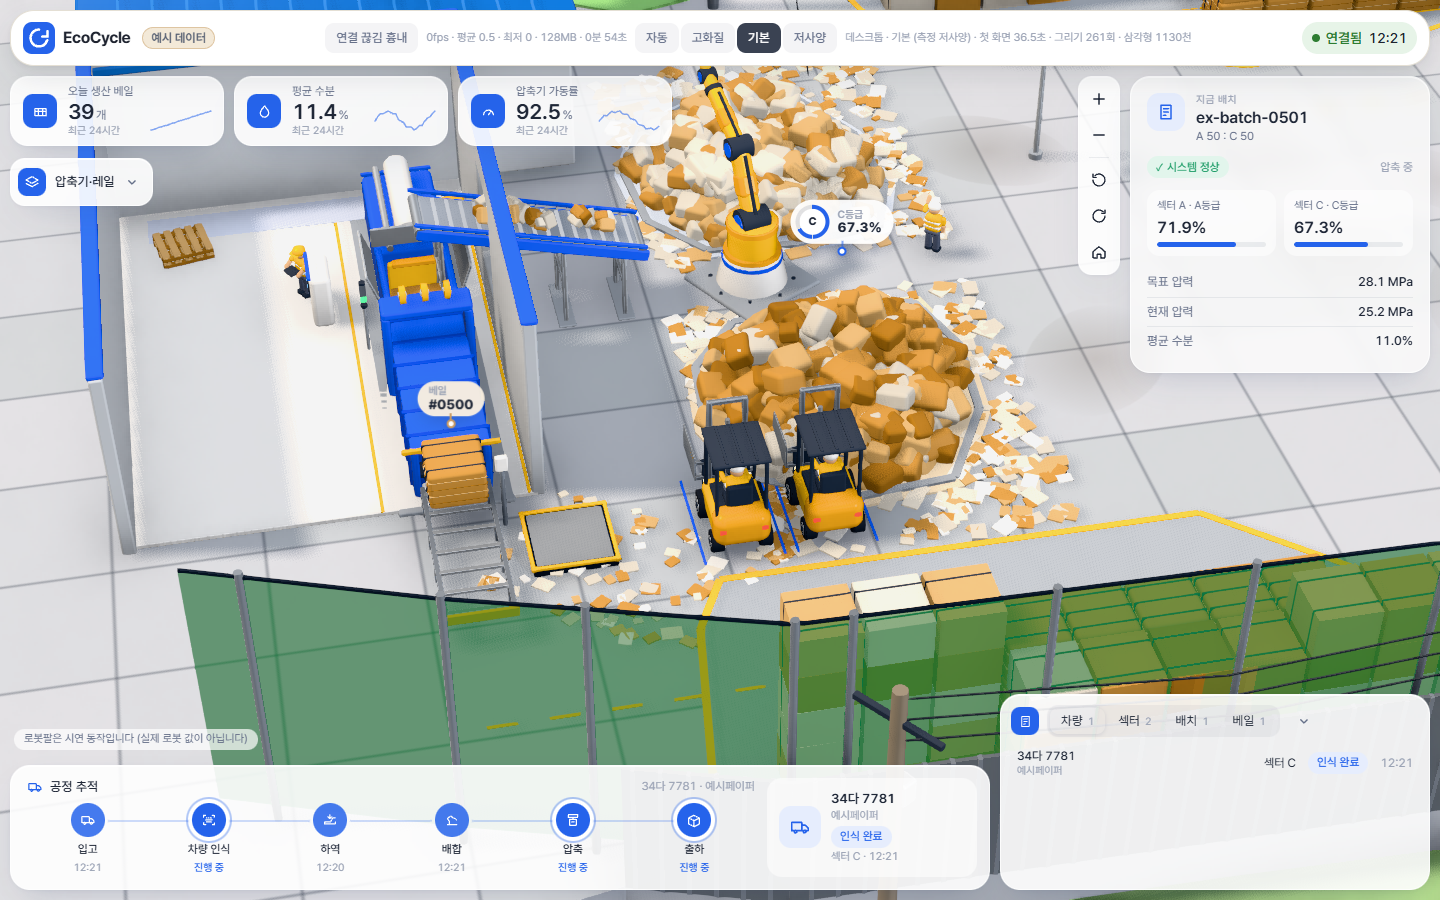 EcoCycle
예시 데이터
연결 끊김 흉내
0fps · 평균 0.5 · 최저 0 · 128MB · 0분 54초
자동
고화질
기본
저사양
데스크톱 · 기본 (측정 저사양) · 첫 화면 36.5초 · 그리기 261회 · 삼각형 1130천
연결됨 12:21
오늘 생산 베일
39개
최근 24시간
평균 수분
11.4%
최근 24시간
압축기 가동률
92.5%
최근 24시간
압축기·레일
C
C등급
67.3%
베일
#0500
지금 배치
ex-batch-0501
A 50 : C 50
✓ 시스템 정상
압축 중
섹터 A · A등급
71.9%
섹터 C · C등급
67.3%
목표 압력
28.1 MPa
현재 압력
25.2 MPa
평균 수분
11.0%
로봇팔은 시연 동작입니다 (실제 로봇 값이 아닙니다)
공정 추적
34다 7781 · 예시페이퍼
입고
12:21
차량 인식
진행 중
하역
12:20
배합
12:21
압축
진행 중
출하
진행 중
34다 7781
예시페이퍼
인식 완료
섹터 C · 12:21
차량 1
섹터 2
배치 1
베일 1
34다 7781
예시페이퍼
섹터 C
인식 완료
12:21